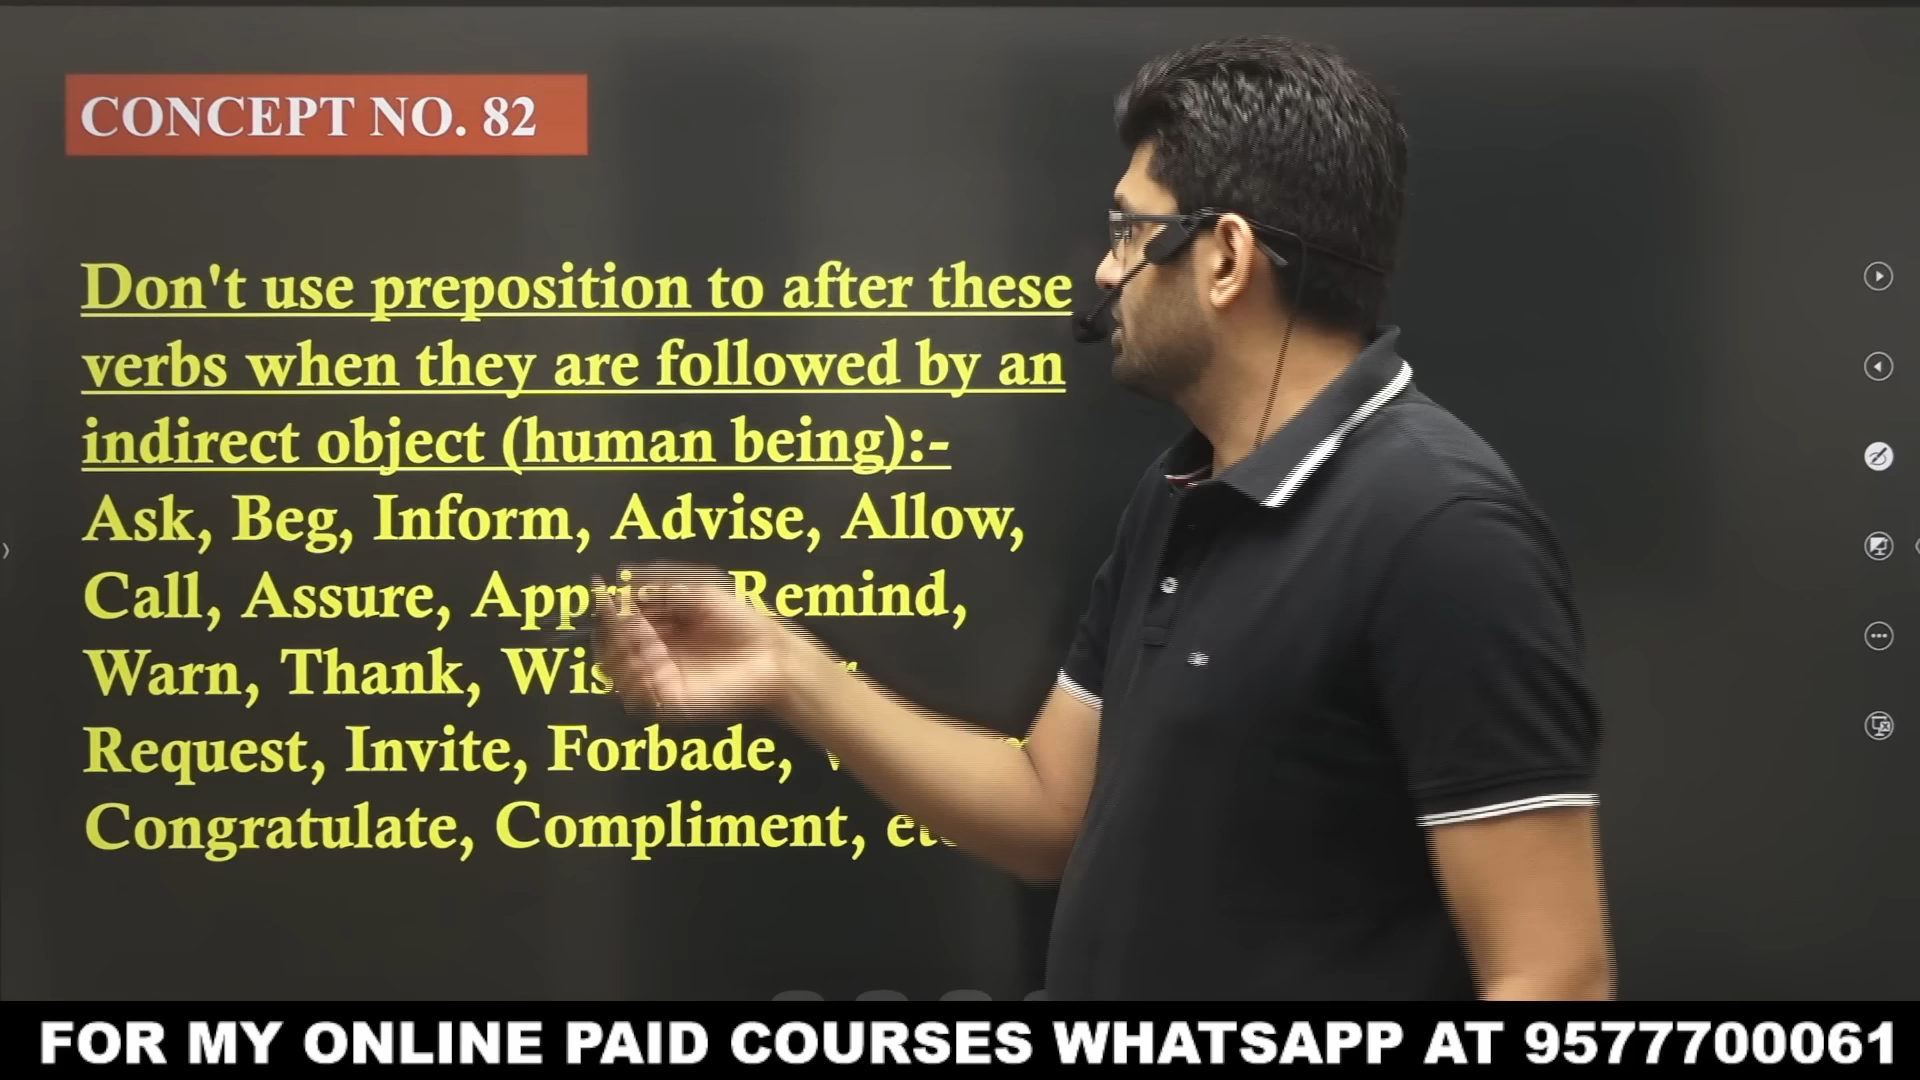 CONCEPT NO. 82
Don't use preposition to after these
verbs when they are followed by an
indirect object (human being):-
Ask, Beg, Inform, Advise, Allow,
Call, Assure, Remind,
Warn, Thank,
Request, Invite, Forbade,
Congratulate, Compliment,
FOR MY ONLINE PAID COURSES WHATSAPP AT 9577700061